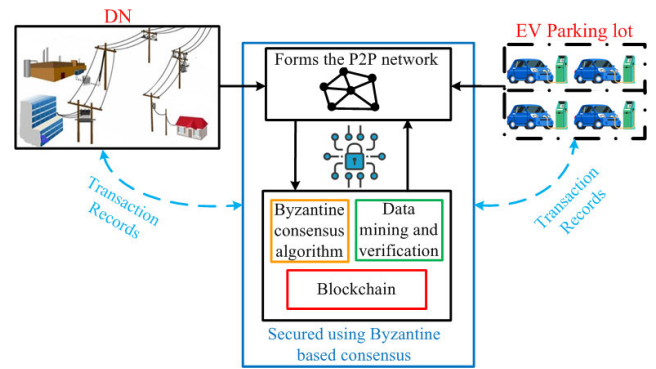 DN
EV Parking lot
Forms the P2P network
Transaction
Records
Transaction
Records
Byzantine
consensus
algorithm
Data
mining and
verification
Blockchain
Secured using Byzantine
based consensus